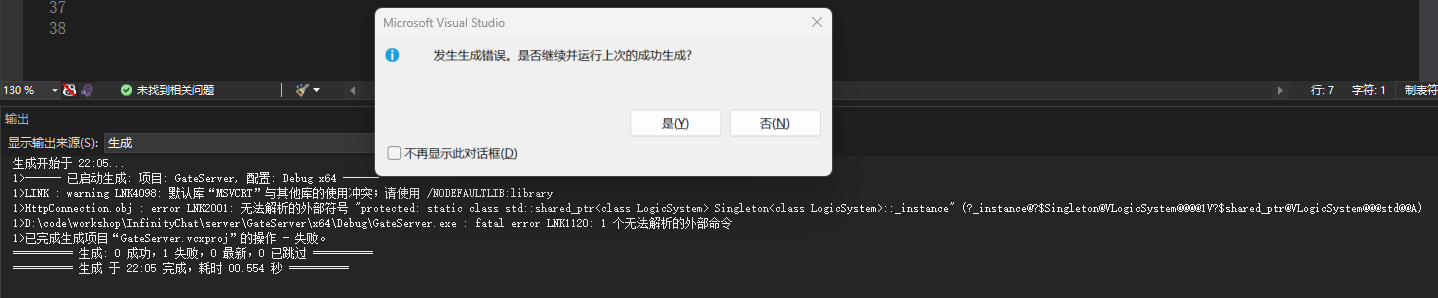 37
38
Microsoft Visual Studio
发生生成错误。是否继续并运行上次的成功生成?
是(Y)
否(N)
不再显示此对话框(D)
130 %
未找到相关问题
行: 7
字符: 1
制表符
输出
显示输出来源(S):
生成
生成开始于 22:05...
1>------ 已启动生成: 项目: GateServer, 配置: Debug x64 ------
1>LINK : warning LNK4098: 默认库“MSVCRT”与其他库的使用冲突；请使用 /NODEFAULTLIB:library
1>HttpConnection.obj : error LNK2001: 无法解析的外部符号 "protected: static class std::shared_ptr<class LogicSystem> Singleton<class LogicSystem>::_instance" (?_instance@?$Singleton@VLogicSystem@@@@1V?$shared_ptr@VLogicSystem@@@std@@A)
1>D:\code\workshop\InfinityChat\server\GateServer\x64\Debug\GateServer.exe : fatal error LNK1120: 1 个无法解析的外部命令
1>已完成生成项目“GateServer.vcxproj”的操作 - 失败。
========== 生成: 0 成功，1 失败，0 最新，0 已跳过 ==========
========== 生成 于 22:05 完成，耗时 00.554 秒 ==========